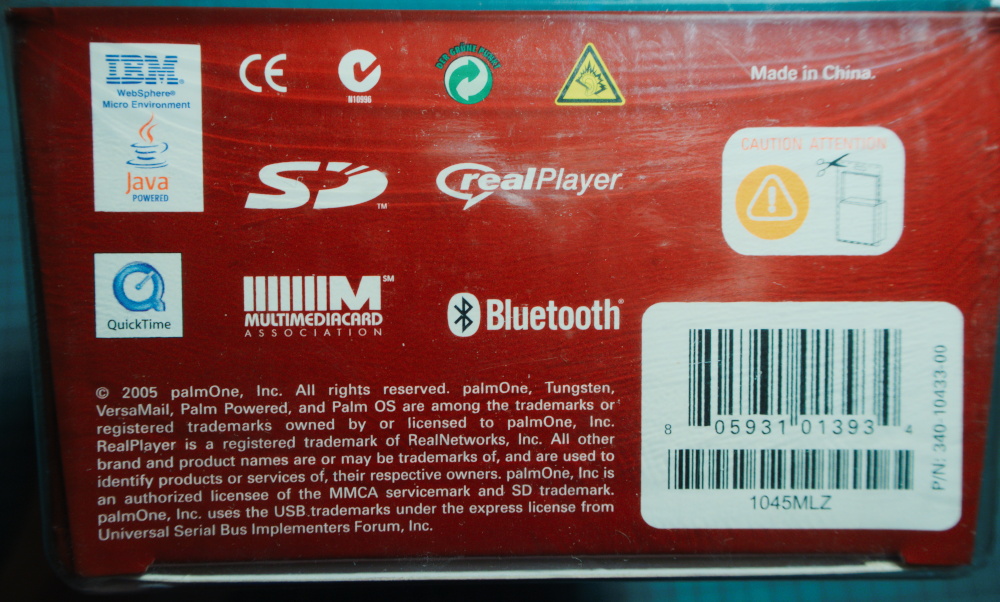 IBM.
WebSphere®
Micro Environment
Java
POWERED
CE
N10996
DER GRÜNE PUNKT
Made in China.
CAUTION ATTENTION
SD™
realPlayer
QuickTime
M SM
MULTIMEDIACARD
ASSOCIATION
Bluetooth®
© 2005 palmOne, Inc. All rights reserved. palmOne, Tungsten,
VersaMail, Palm Powered, and Palm OS are among the trademarks or
registered trademarks owned by or licensed to palmOne, Inc.
RealPlayer is a registered trademark of RealNetworks, Inc. All other
brand and product names are or may be trademarks of, and are used to
identify products or services of, their respective owners. palmOne, Inc is
an authorized licensee of the MMCA servicemark and SD trademark.
palmOne, Inc. uses the USB trademarks under the express license from
Universal Serial Bus Implementers Forum, Inc.
8 05931 01393 4
1045MLZ
P/N: 340-10433-00